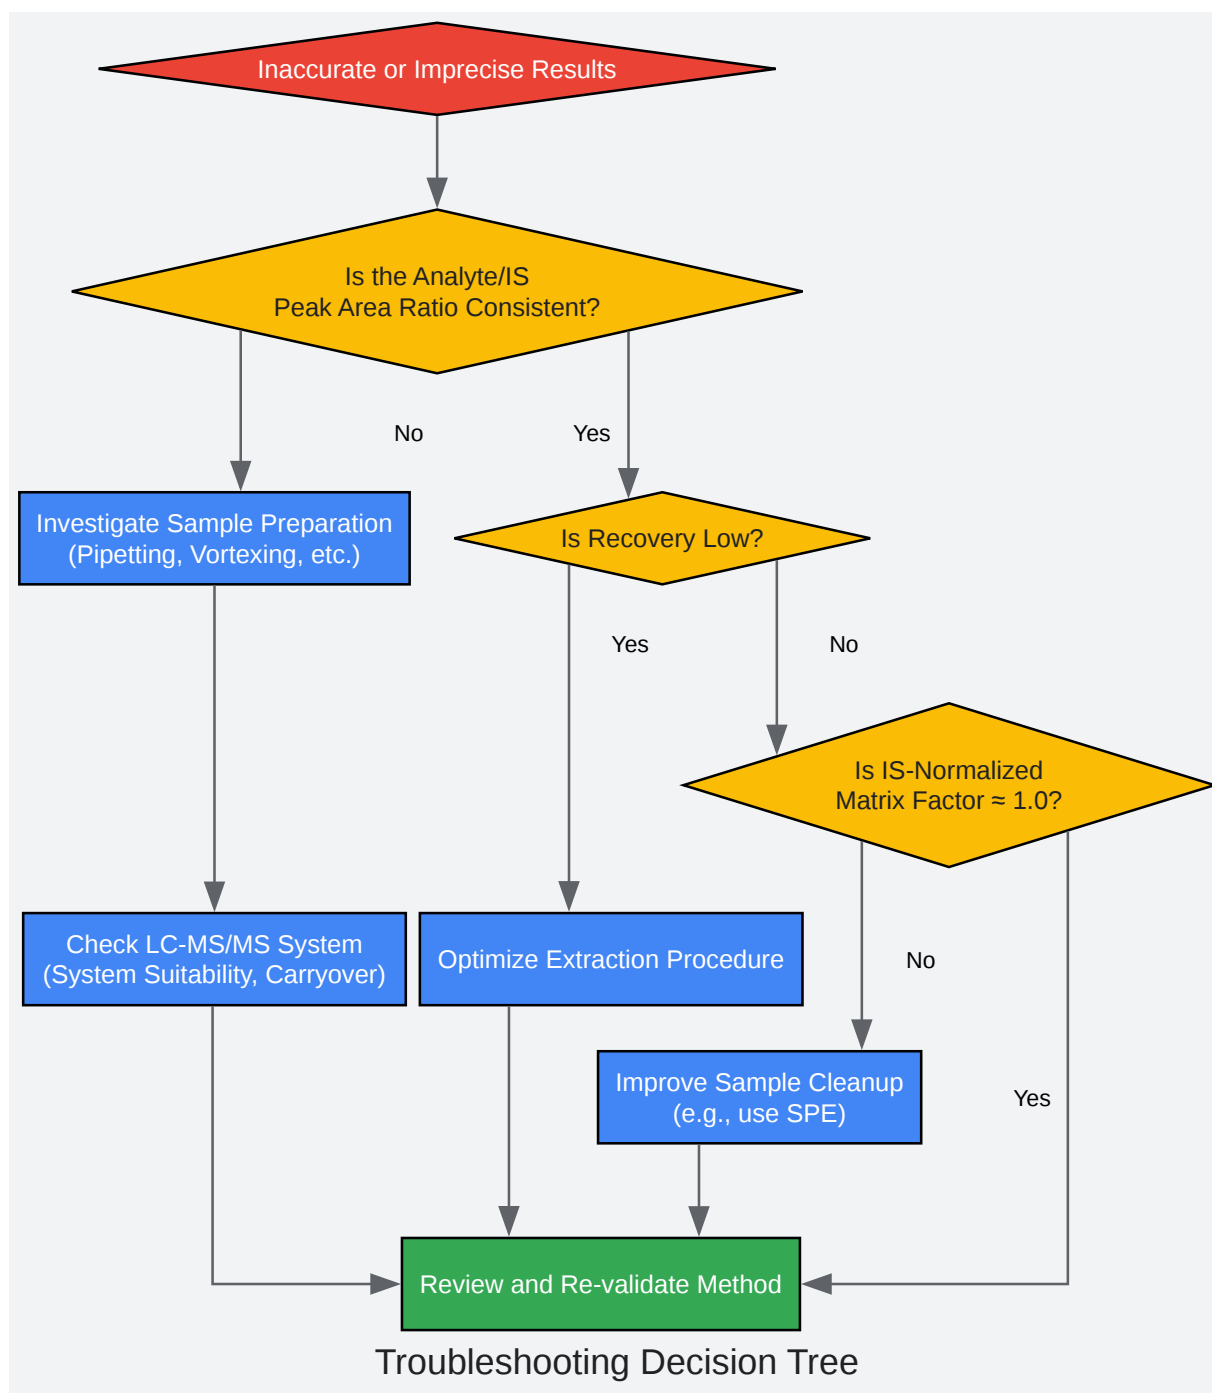 Inaccurate or Imprecise Results
Is the Analyte/IS
Peak Area Ratio Consistent?
No
Yes
Investigate Sample Preparation
(Pipetting, Vortexing, etc.)
Is Recovery Low?
Yes
No
Is IS-Normalized
Matrix Factor ≈ 1.0?
Check LC-MS/MS System
(System Suitability, Carryover)
Optimize Extraction Procedure
No
Improve Sample Cleanup
(e.g., use SPE)
Yes
Review and Re-validate Method
Troubleshooting Decision Tree